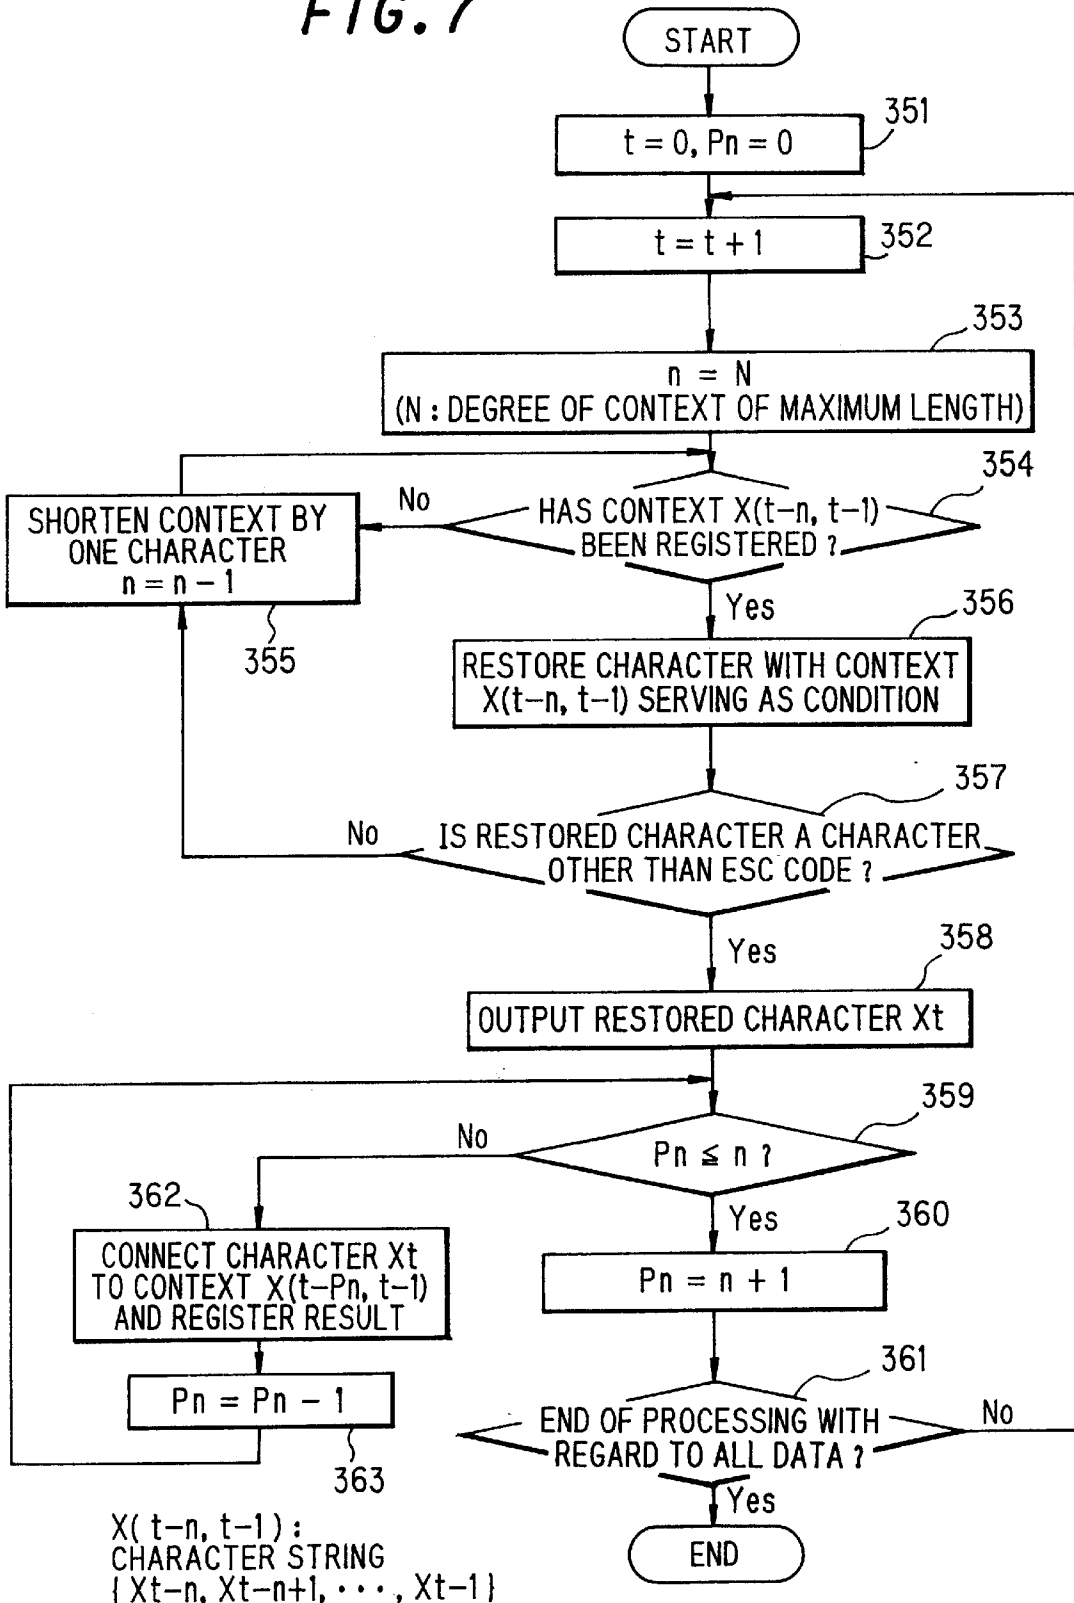 FIG. 7
START
351
t = 0, Pn = 0
352
t = t + 1
353
n = N
(N : DEGREE OF CONTEXT OF MAXIMUM LENGTH)
354
No
HAS CONTEXT X(t-n, t-1)
BEEN REGISTERED ?
SHORTEN CONTEXT BY
ONE CHARACTER
n = n - 1
355
Yes
356
RESTORE CHARACTER WITH CONTEXT
X(t-n, t-1) SERVING AS CONDITION
357
No
IS RESTORED CHARACTER A CHARACTER
OTHER THAN ESC CODE ?
Yes
358
OUTPUT RESTORED CHARACTER Xt
359
No
Pn ≦ n ?
Yes
360
Pn = n + 1
362
CONNECT CHARACTER Xt
TO CONTEXT X(t-Pn, t-1)
AND REGISTER RESULT
Pn = Pn - 1
363
361
END OF PROCESSING WITH
REGARD TO ALL DATA ?
No
Yes
END
X( t-n, t-1 ) :
CHARACTER STRING
{ Xt-n, Xt-n+1, · · · , Xt-1 }